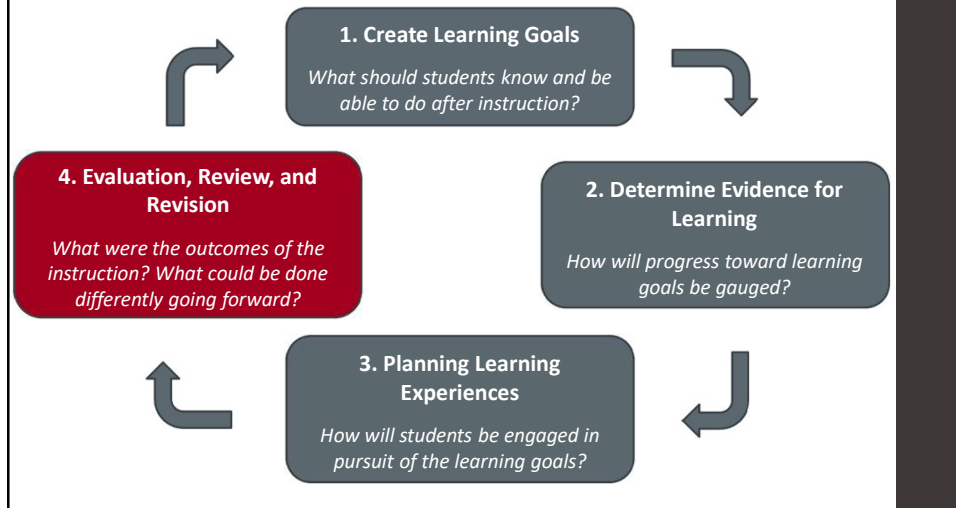 1. Create Learning Goals
What should students know and be
able to do after instruction?
2. Determine Evidence for
Learning
How will progress toward learning
goals be gauged?
3. Planning Learning
Experiences
How will students be engaged in
pursuit of the learning goals?
4. Evaluation, Review, and
Revision
What were the outcomes of the
instruction? What could be done
differently going forward?